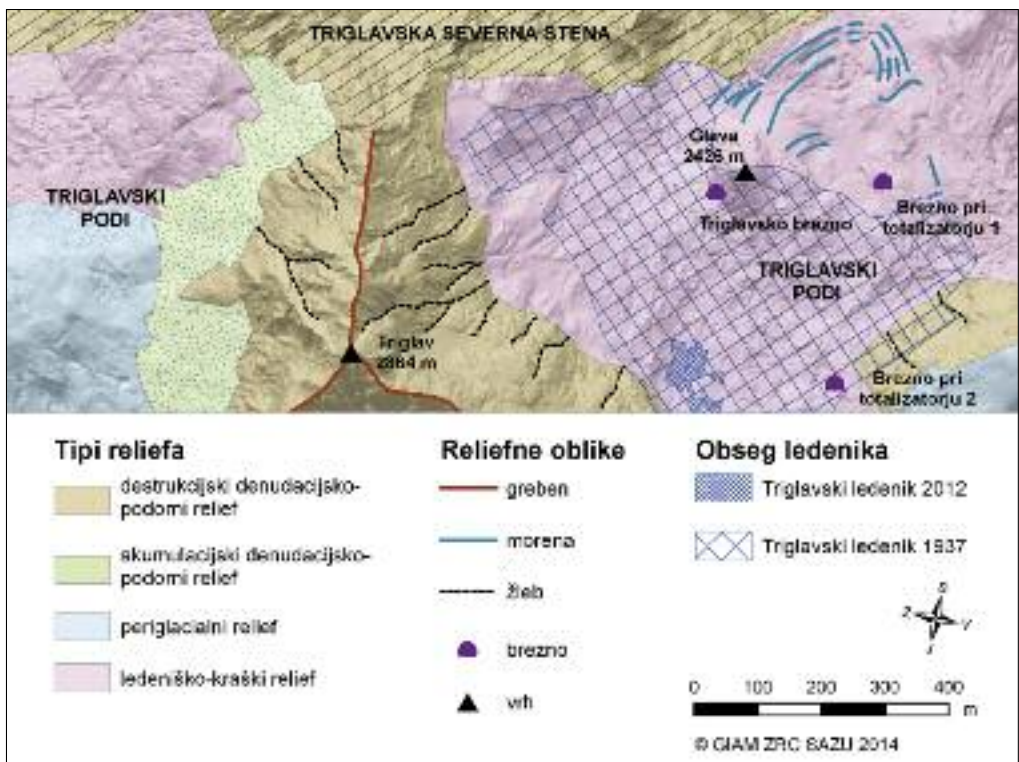 TRIGLAVSKA SEVERNA STENA
Glava
2426 m
TRIGLAVSKI
PODI
Brezno pri
totalizatorju 1
Triglavsko brezno
TRIGLAVSKI
PODI
Triglav
2864 m
Brezno pri
totalizatorju 2
Tipi reliefa
destrukcijski denudacijsko-
podorni relief
akumulacijski denudacijsko-
podorni relief
periglacialni relief
ledeniško-kraški relief
Reliefne oblike
greben
morena
žleb
brezno
vrh
Obseg ledenika
Triglavski ledenik 2012
Triglavski ledenik 1937
S
Z
V
J
0 100 200 300 400
m
© GIAM ZRC SAZU 2014